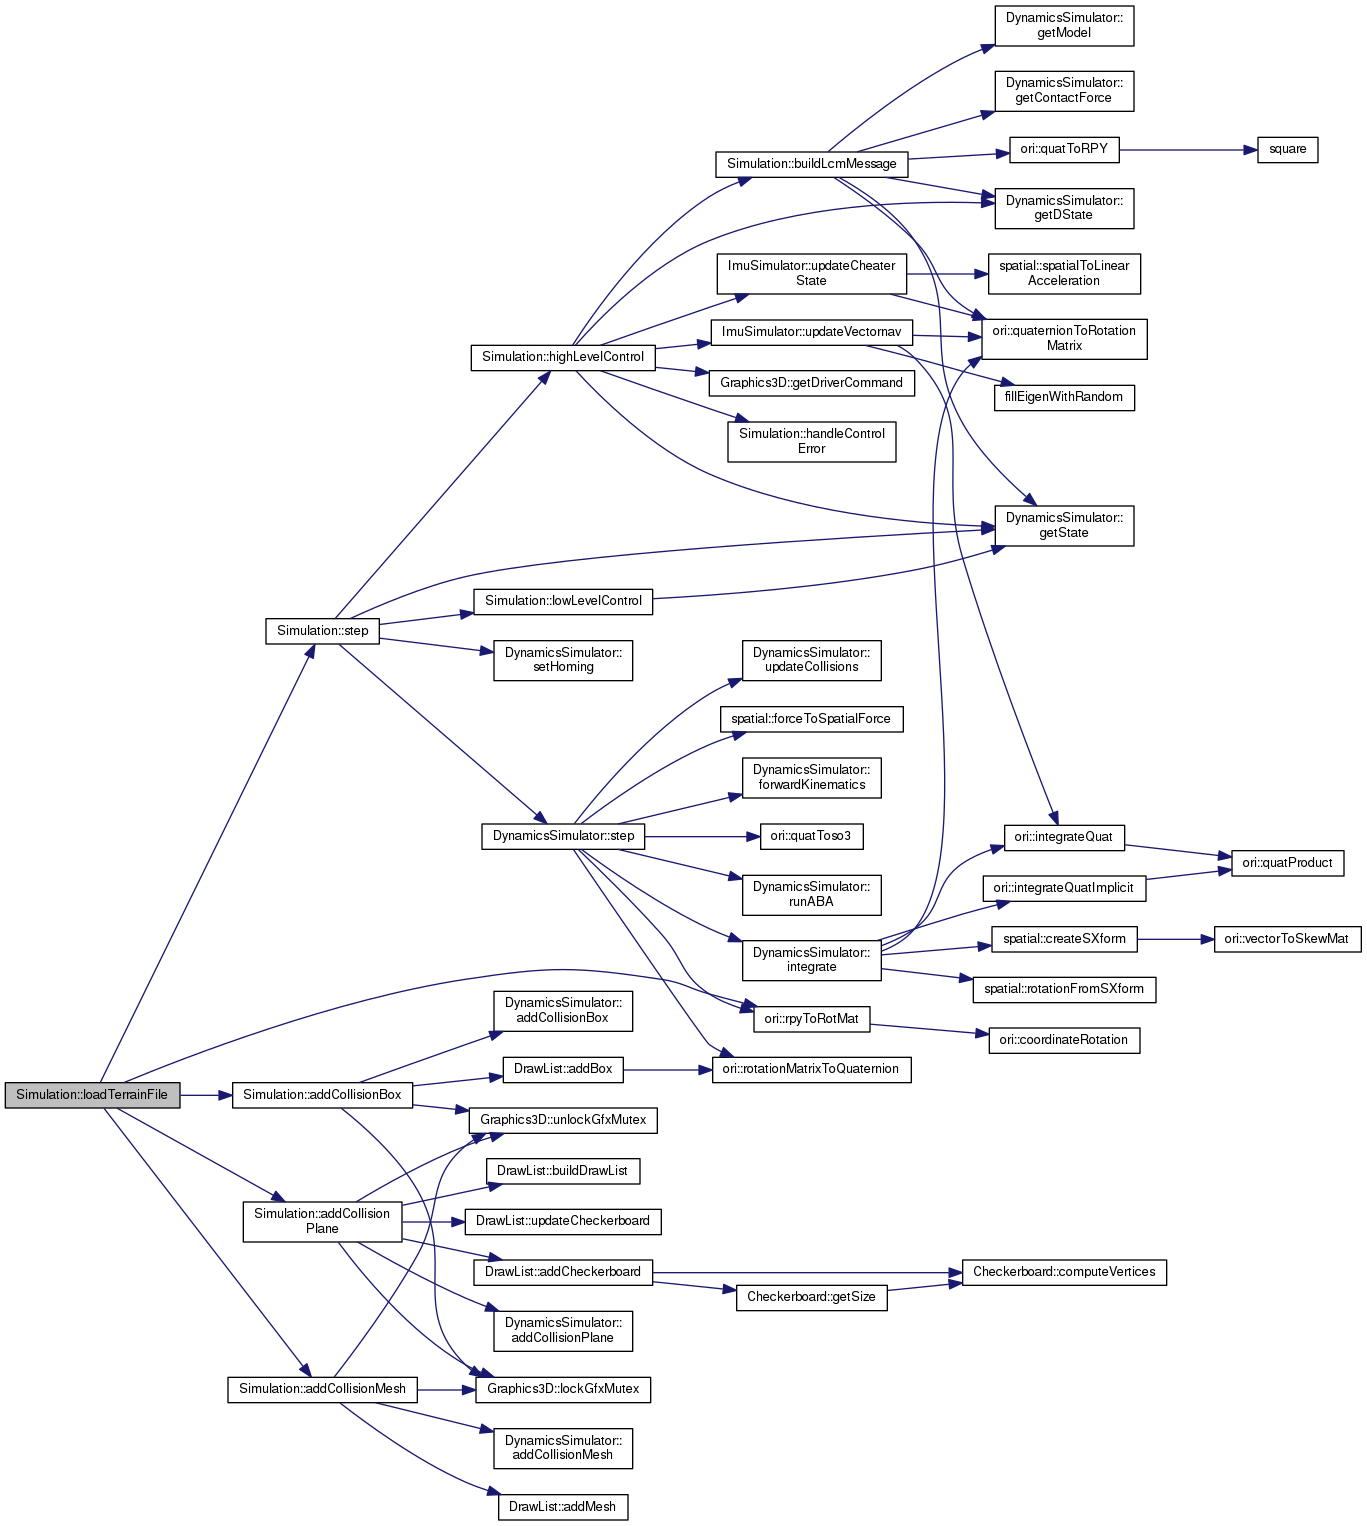 DynamicsSimulator::
getModel
DynamicsSimulator::
getContactForce
ori::quatToRPY
square
Simulation::buildLcmMessage
DynamicsSimulator::
getDState
ImuSimulator::updateCheater
State
spatial::spatialToLinear
Acceleration
ImuSimulator::updateVectornav
ori::quaternionToRotation
Matrix
Simulation::highLevelControl
Graphics3D::getDriverCommand
fillEigenWithRandom
Simulation::handleControl
Error
DynamicsSimulator::
getState
Simulation::lowLevelControl
Simulation::step
DynamicsSimulator::
setHoming
DynamicsSimulator::
updateCollisions
spatial::forceToSpatialForce
DynamicsSimulator::
forwardKinematics
DynamicsSimulator::step
ori::quatToso3
ori::integrateQuat
ori::quatProduct
DynamicsSimulator::
runABA
ori::integrateQuatImplicit
DynamicsSimulator::
integrate
spatial::createSXform
ori::vectorToSkewMat
spatial::rotationFromSXform
DynamicsSimulator::
addCollisionBox
ori::rpyToRotMat
ori::coordinateRotation
DrawList::addBox
ori::rotationMatrixToQuaternion
Simulation::loadTerrainFile
Simulation::addCollisionBox
Graphics3D::unlockGfxMutex
DrawList::buildDrawList
Simulation::addCollision
Plane
DrawList::updateCheckerboard
DrawList::addCheckerboard
Checkerboard::computeVertices
Checkerboard::getSize
DynamicsSimulator::
addCollisionPlane
Simulation::addCollisionMesh
Graphics3D::lockGfxMutex
DynamicsSimulator::
addCollisionMesh
DrawList::addMesh